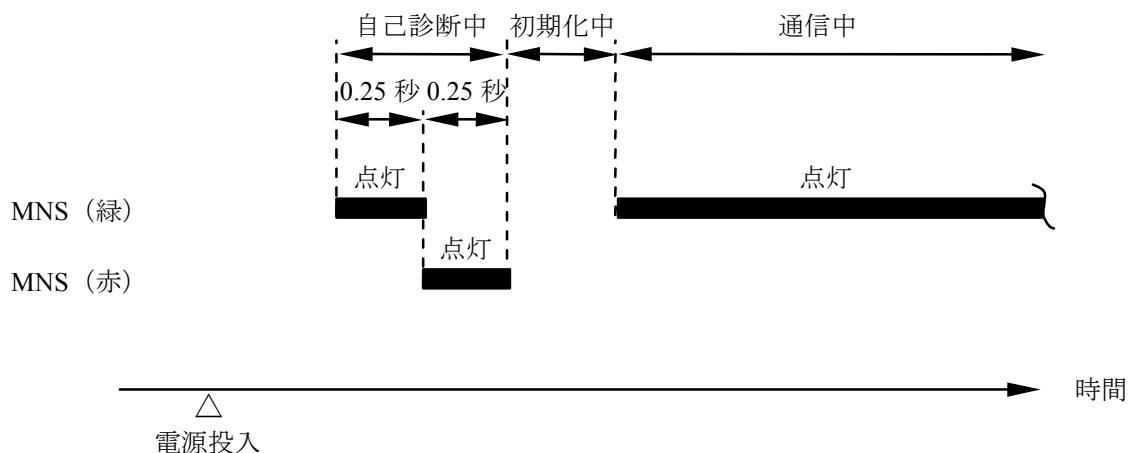 自己診断中 初期化中 通信中
0.25 秒 0.25 秒
点灯 点灯
MNS（緑）
点灯
MNS（赤）
時間
△
電源投入